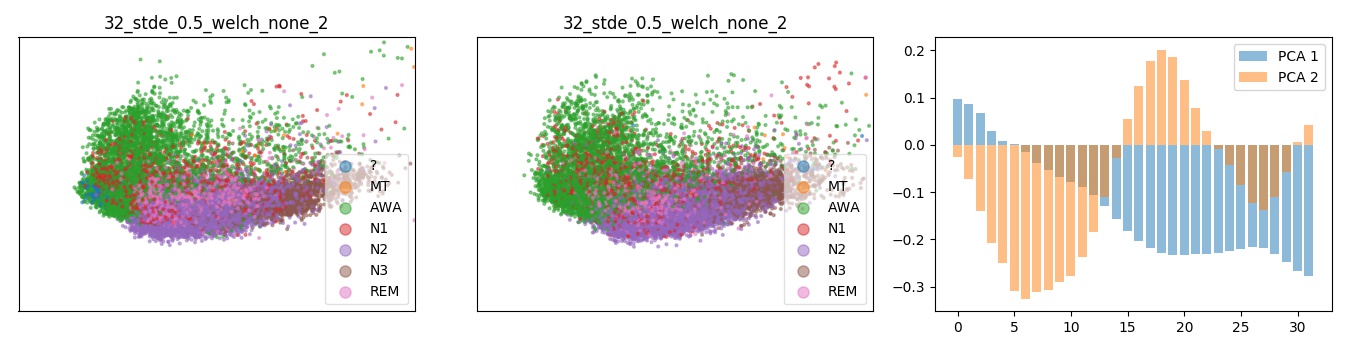 32_stde_0.5_welch_none_2
?
MT
AWA
N1
N2
N3
REM
32_stde_0.5_welch_none_2
?
MT
AWA
N1
N2
N3
REM
PCA 1
PCA 2
0.2
0.1
0.0
−0.1
−0.2
−0.3
0 5 10 15 20 25 30